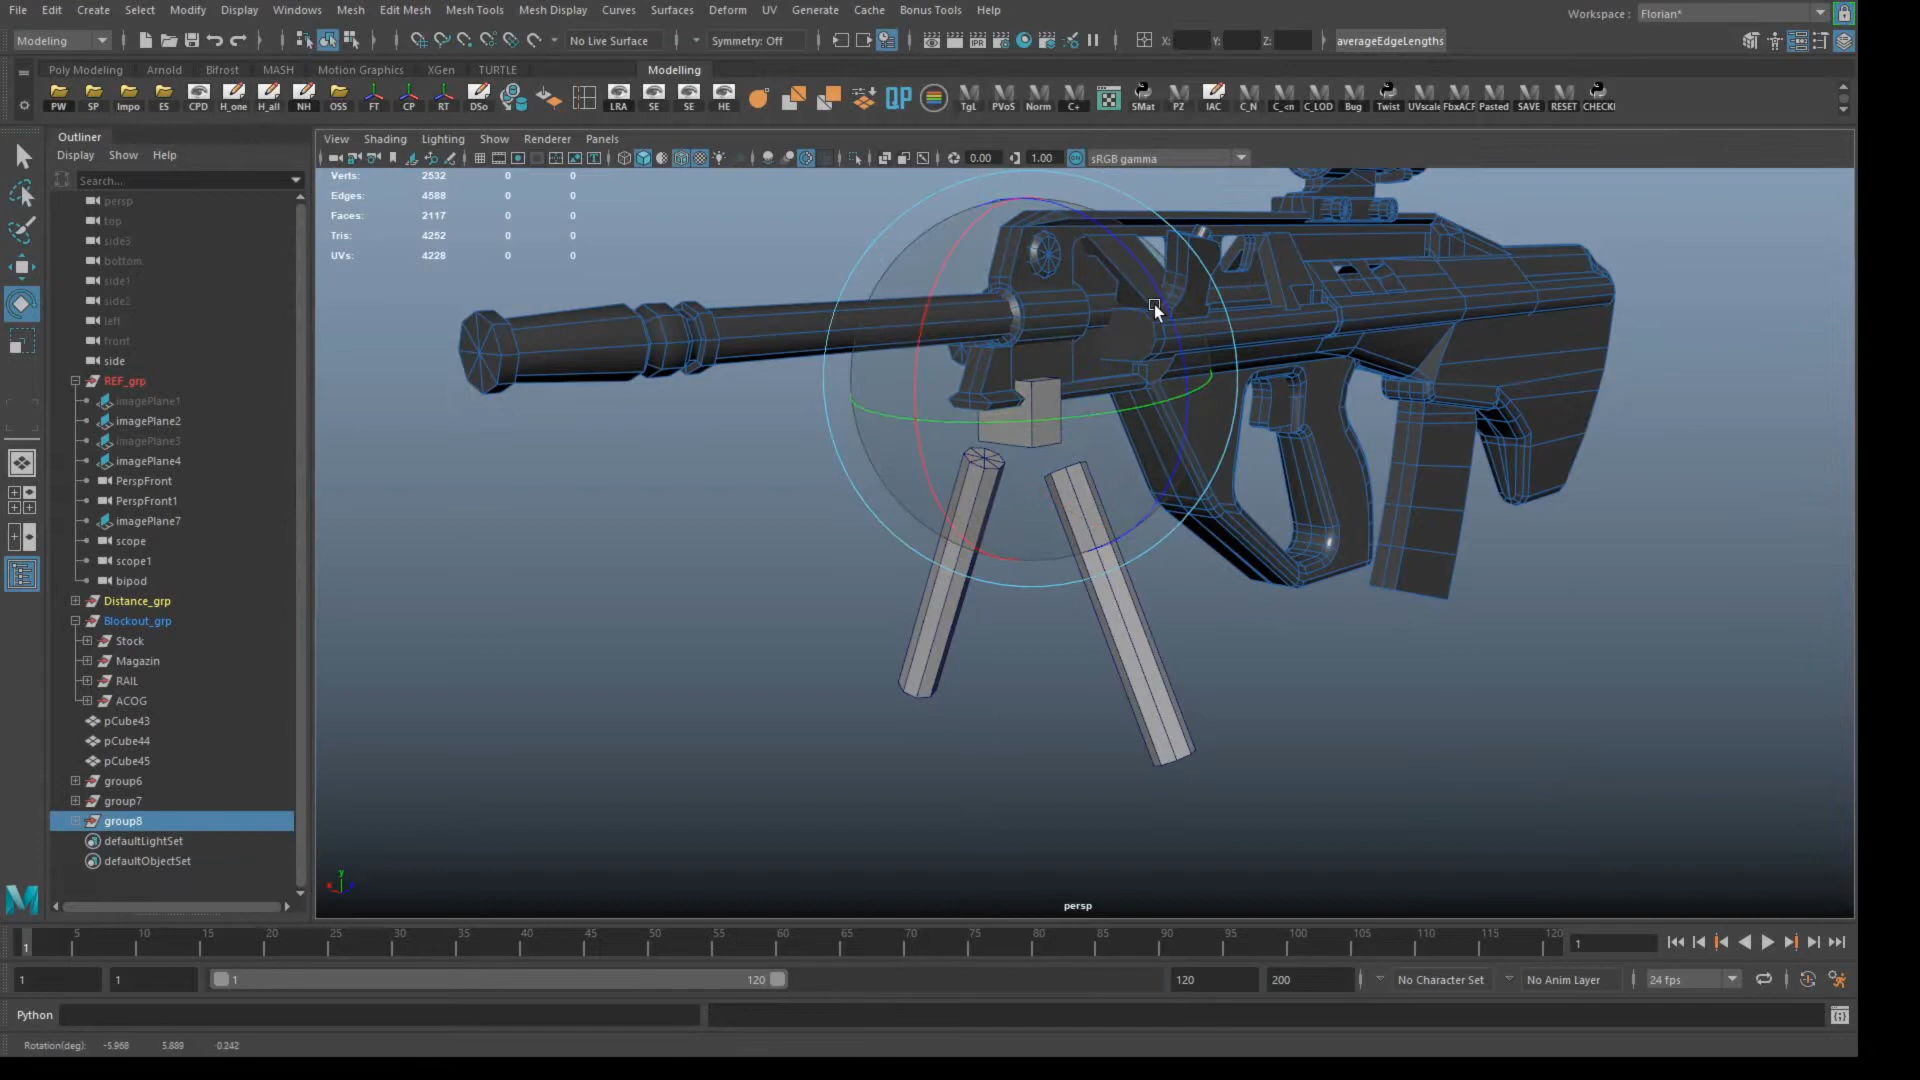 File Edit Create Select Modify Display Windows Mesh Edit Mesh Mesh Tools Mesh Display Curves Surfaces Deform UV Generate Cache Bonus Tools Help
Workspace : Florian*
Modeling No Live Surface Symmetry: Off X: Y: Z: averageEdgeLengths
Poly Modeling Arnold Bifrost MASH Motion Graphics XGen TURTLE Modelling
PW SP Impo ES CPD H_one H_all NH OSS FT CP RT DSo LRA SE SE HE QP TgL PVoS Norm C+ SMat PZ IAC C_N C_<n C_LOD Bug Twist UVscale FbxACF Pasted SAVE RESET CHECKI
Outliner
Display Show Help
Search...
View Shading Lighting Show Renderer Panels
0.00 1.00 sRGB gamma
Verts: 2532 0 0
Edges: 4588 0 0
Faces: 2117 0 0
Tris: 4252 0 0
UVs: 4228 0 0
persp
top
side3
bottom
side1
side2
left
front
side
REF_grp
imagePlane1
imagePlane2
imagePlane3
imagePlane4
PerspFront
PerspFront1
imagePlane7
scope
scope1
bipod
Distance_grp
Blockout_grp
Stock
Magazin
RAIL
ACOG
pCube43
pCube44
pCube45
group6
group7
group8
defaultLightSet
defaultObjectSet
y
persp
1 5 10 15 20 25 30 35 40 45 50 55 60 65 70 75 80 85 90 95 100 105 110 115 120 1
1 1 1 120 120 200 No Character Set No Anim Layer 24 fps
Python
Rotation(deg): -5.968 5.889 -0.242